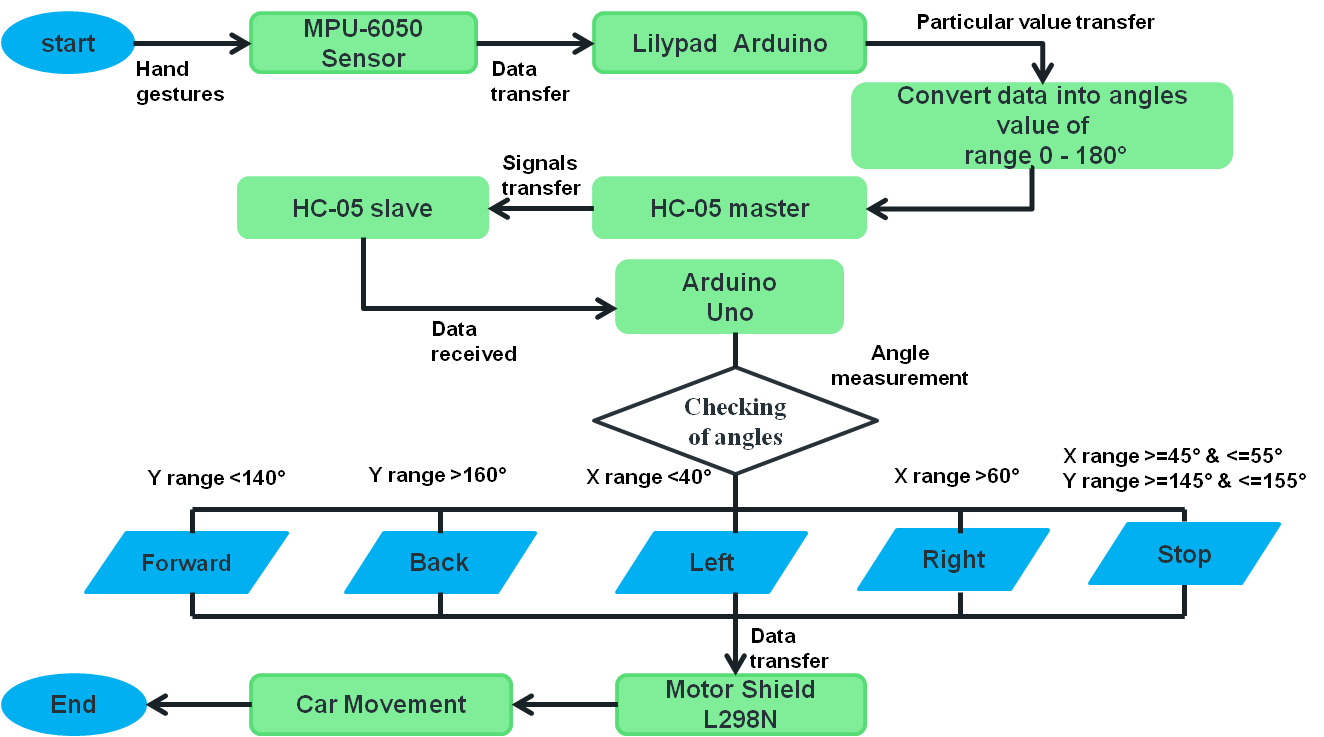 start
Hand
gestures
MPU-6050
Sensor
Data
transfer
Lilypad Arduino
Particular value transfer
Convert data into angles
value of
range 0 - 180°
HC-05 master
Signals
transfer
HC-05 slave
Data
received
Arduino
Uno
Angle
measurement
Checking
of angles
Y range <140°
Y range >160°
X range <40°
X range >60°
X range >=45° & <=55°
Y range >=145° & <=155°
Forward
Back
Left
Right
Stop
Data
transfer
Motor Shield
L298N
Car Movement
End